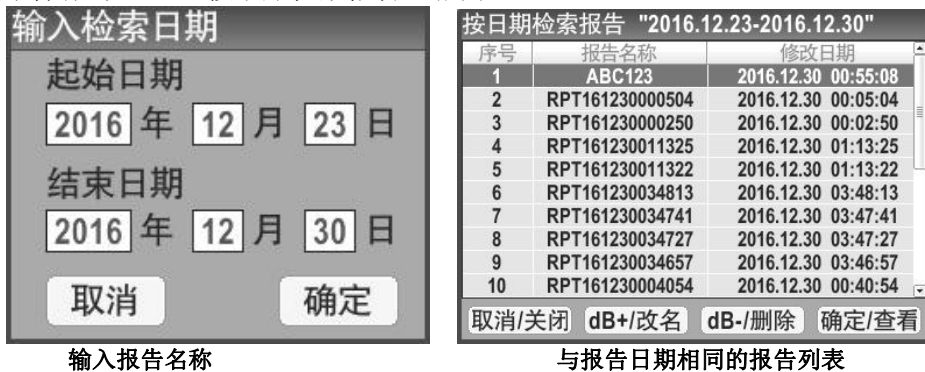 输入检索日期
起始日期
2016 年 12 月 23 日
结束日期
2016 年 12 月 30 日
取消 确定
输入报告名称
按日期检索报告 "2016.12.23-2016.12.30"
序号 报告名称 修改日期
1 ABC123 2016.12.30 00:55:08
2 RPT161230000504 2016.12.30 00:05:04
3 RPT161230000250 2016.12.30 00:02:50
4 RPT161230011325 2016.12.30 01:13:25
5 RPT161230011322 2016.12.30 01:13:22
6 RPT161230034813 2016.12.30 03:48:13
7 RPT161230034741 2016.12.30 03:47:41
8 RPT161230034727 2016.12.30 03:47:27
9 RPT161230034657 2016.12.30 03:46:57
10 RPT161230004054 2016.12.30 00:40:54
取消/关闭 dB+/改名 dB-/删除 确定/查看
与报告日期相同的报告列表